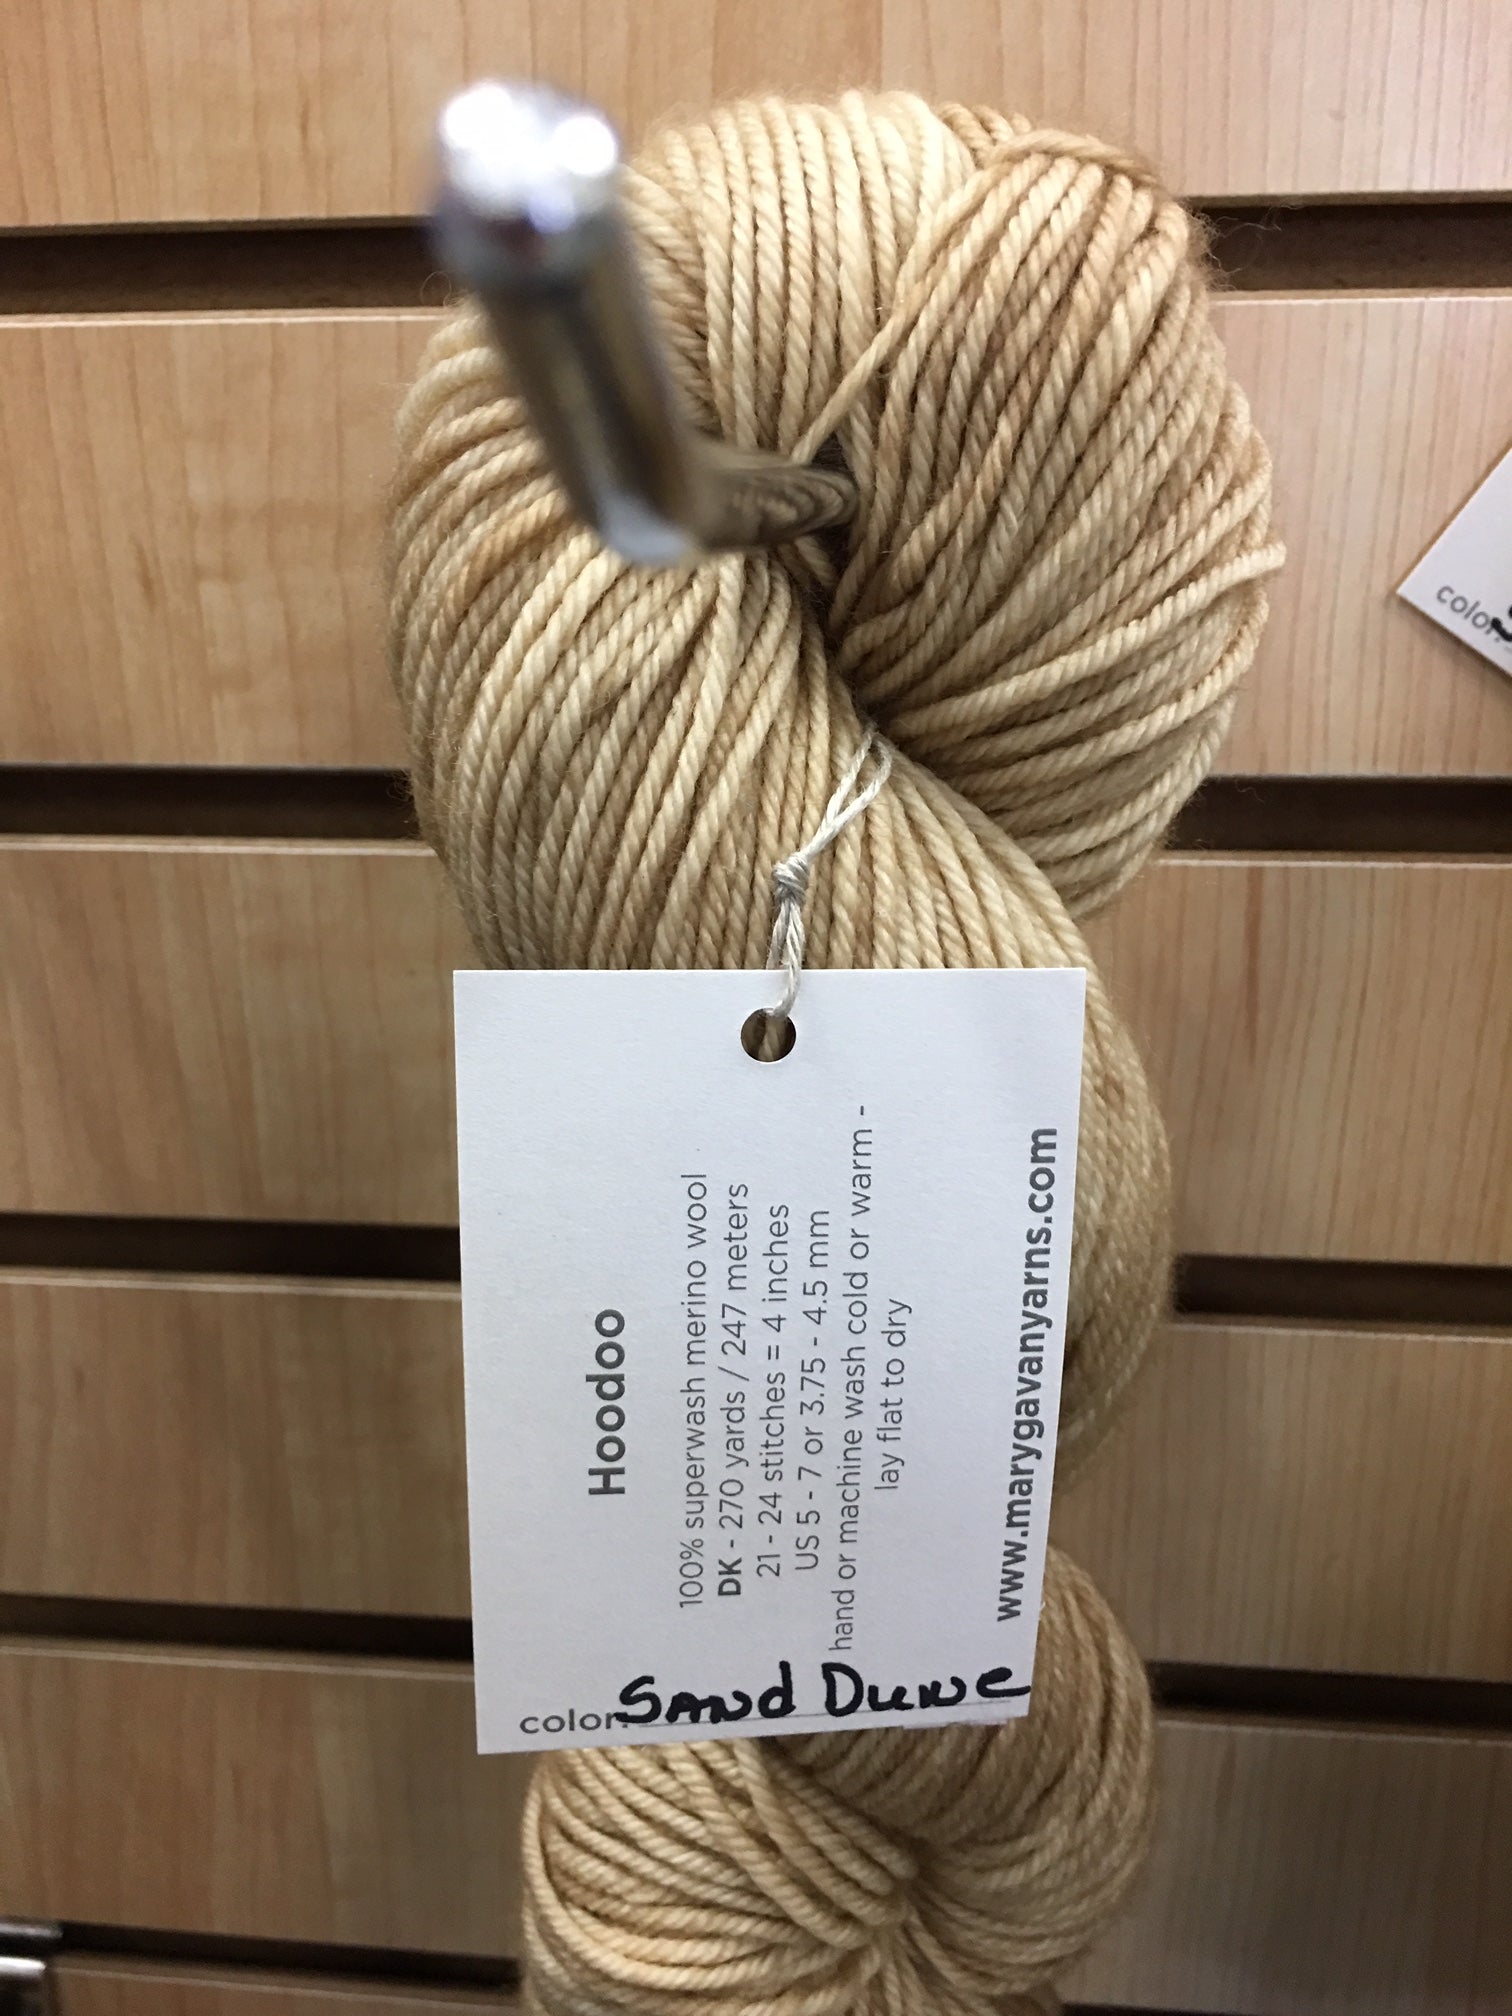 Hoodoo
100% superwash merino wool
DK - 270 yards / 247 meters
21 - 24 stitches = 4 inches
US 5 - 7 or 3.75 - 4.5 mm
hand or machine wash cold or warm -
lay flat to dry
www.marygavanyarns.com
color: Sand Dune
color: